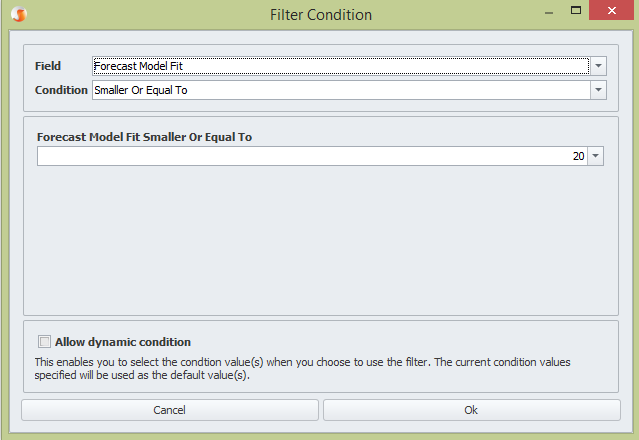 Filter Condition
Field Forecast Model Fit
Condition Smaller Or Equal To
Forecast Model Fit Smaller Or Equal To
20
Allow dynamic condition
This enables you to select the condtion value(s) when you choose to use the filter. The current condition values
specified will be used as the default value(s).
Cancel Ok